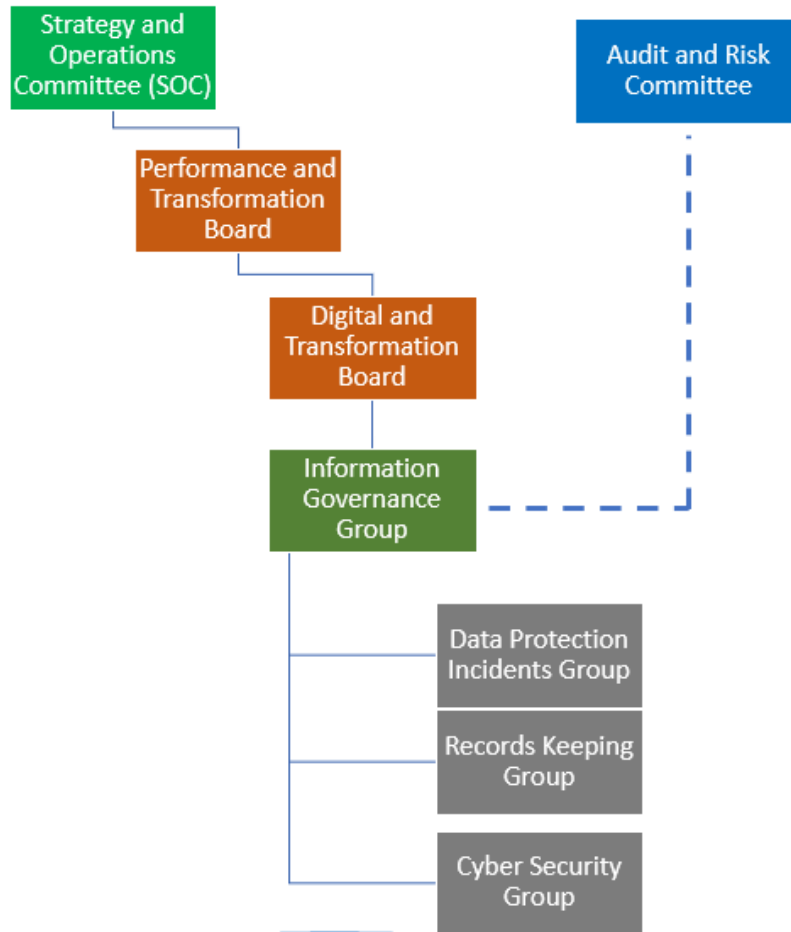 Strategy and
Operations
Committee (SOC)
Audit and Risk
Committee
Performance and
Transformation
Board
Digital and
Transformation
Board
Information
Governance
Group
Data Protection
Incidents Group
Records Keeping
Group
Cyber Security
Group